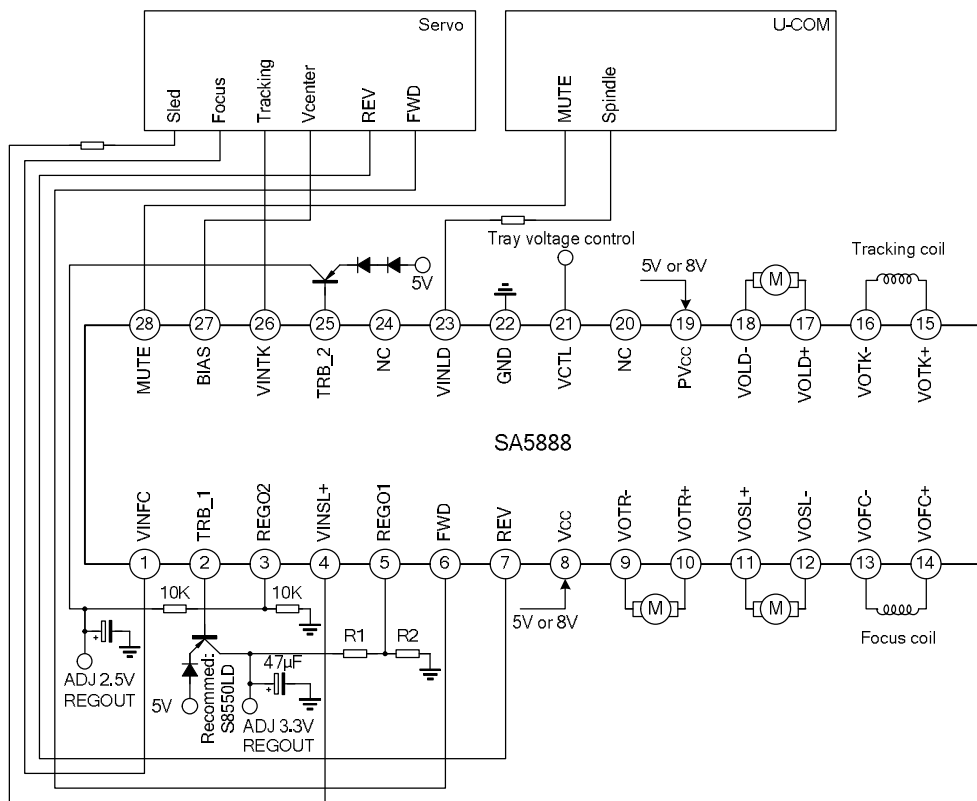 Servo
U-COM
Sled
Focus
Tracking
Vcenter
REV
FWD
MUTE
Spindle
Tray voltage control
5V or 8V
Tracking coil
5V
M
28
27
26
25
24
23
22
21
20
19
18
17
16
15
MUTE
BIAS
VINTK
TRB_2
NC
VINLD
GND
VCTL
NC
PVcc
VOLD-
VOLD+
VOTK-
VOTK+
SA5888
VINFC
TRB_1
REGO2
VINSL+
REGO1
FWD
REV
Vcc
VOTR-
VOTR+
VOSL+
VOSL-
VOFC-
VOFC+
1
2
3
4
5
6
7
8
9
10
11
12
13
14
10K
10K
5V or 8V
M
M
Focus coil
R1
R2
+
ADJ 2.5V
REGOUT
5V
Recommed:
S8550LD
47μF
+
ADJ 3.3V
REGOUT